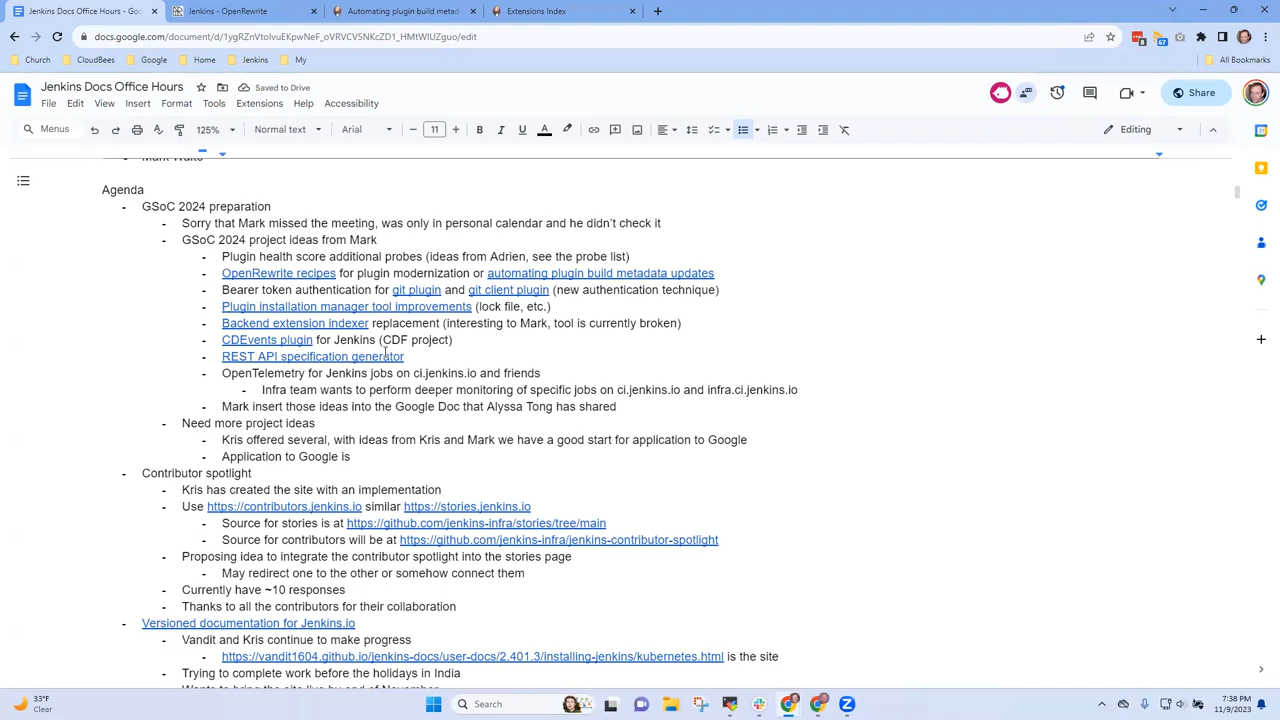 Jenkins Docs Office Hours - Goo
OpenRewrite
Automating plugin build metad
Extensions Index
docs.google.com/document/d/1ygRZnVtoIvuEKpwNeF_oVRVCV5NKcZD1_HMtWIUZguo/edit
Church
CloudBees
Google
Home
Jenkins
My
All Bookmarks
Jenkins Docs Office Hours
Saved to Drive
File Edit View Insert Format Tools Extensions Help Accessibility
Share
Menus
125%
Normal text
Arial
11
Editing
Mark Waite
Agenda
- GSoC 2024 preparation
- Sorry that Mark missed the meeting, was only in personal calendar and he didn't check it
- GSoC 2024 project ideas from Mark
- Plugin health score additional probes (ideas from Adrien, see the probe list)
- OpenRewrite recipes for plugin modernization or automating plugin build metadata updates
- Bearer token authentication for git plugin and git client plugin (new authentication technique)
- Plugin installation manager tool improvements (lock file, etc.)
- Backend extension indexer replacement (interesting to Mark, tool is currently broken)
- CDEvents plugin for Jenkins (CDF project)
- REST API specification generator
- OpenTelemetry for Jenkins jobs on ci.jenkins.io and friends
- Infra team wants to perform deeper monitoring of specific jobs on ci.jenkins.io and infra.ci.jenkins.io
- Mark insert those ideas into the Google Doc that Alyssa Tong has shared
- Need more project ideas
- Kris offered several, with ideas from Kris and Mark we have a good start for application to Google
- Application to Google is
- Contributor spotlight
- Kris has created the site with an implementation
- Use https://contributors.jenkins.io similar https://stories.jenkins.io
- Source for stories is at https://github.com/jenkins-infra/stories/tree/main
- Source for contributors will be at https://github.com/jenkins-infra/jenkins-contributor-spotlight
- Proposing idea to integrate the contributor spotlight into the stories page
- May redirect one to the other or somehow connect them
- Currently have ~10 responses
- Thanks to all the contributors for their collaboration
- Versioned documentation for Jenkins.io
- Vandit and Kris continue to make progress
- https://vandit1604.github.io/jenkins-docs/user-docs/2.401.3/installing-jenkins/kubernetes.html is the site
- Trying to complete work before the holidays in India
- Wants to bring the site live by end of November
33°F
Clear
Search
7:38 PM
11/9/2023